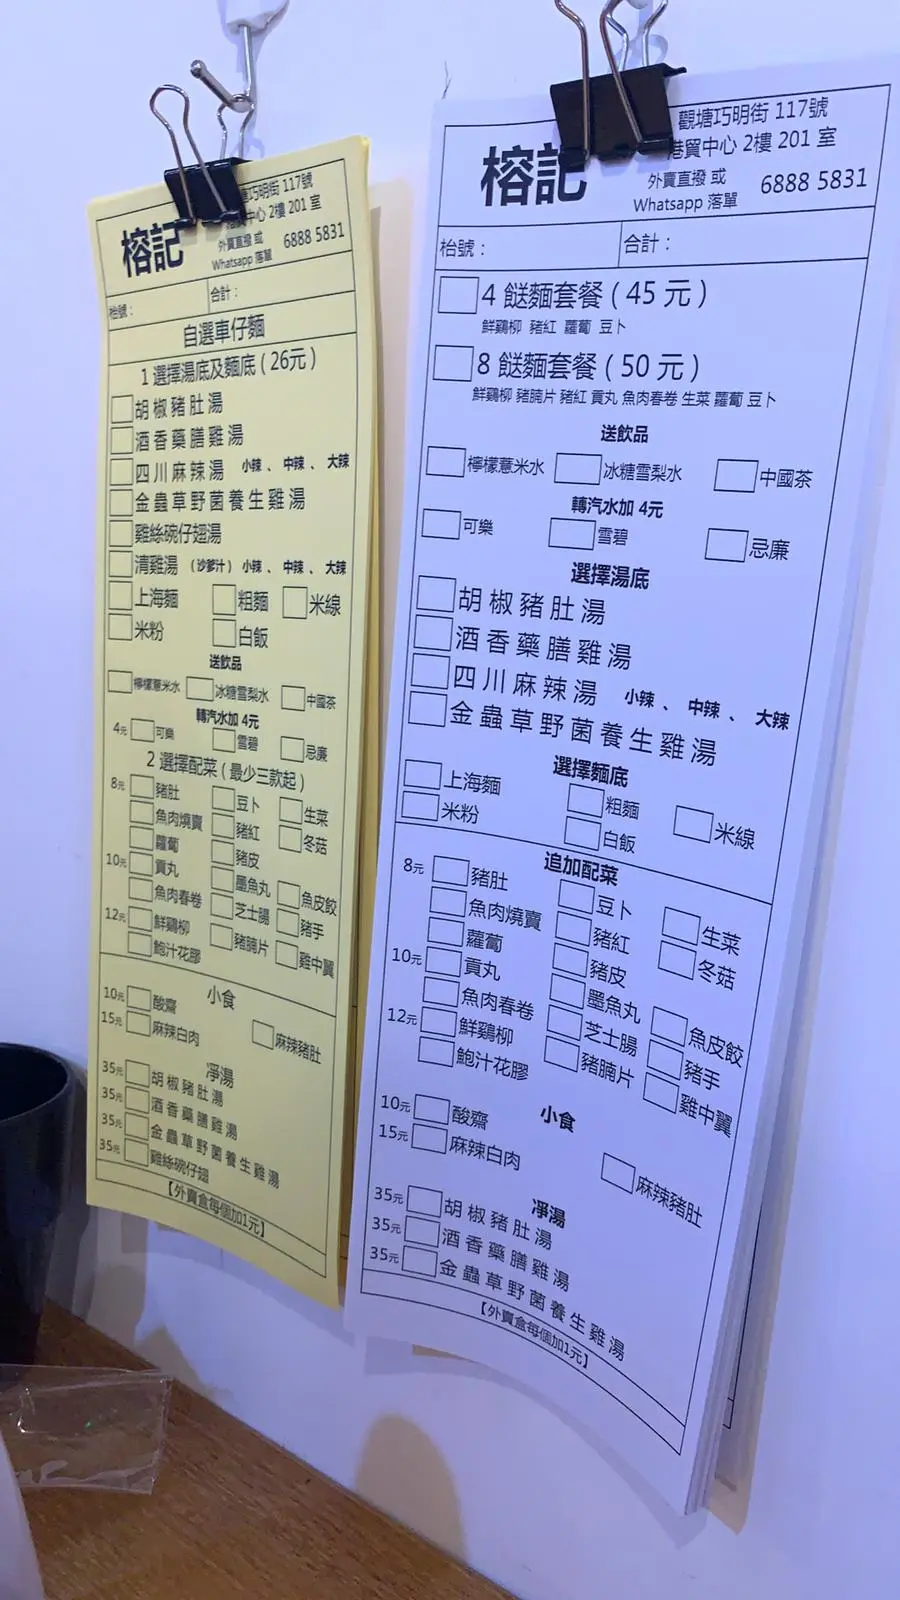 榕記
巧明街 117號
中心 2樓 201 室
外賣直撥 或
Whatsapp 落單
6888 5831
枱號：
合計：
自選車仔麵
1 選擇湯底及麵底 ( 26元 )
胡椒豬肚湯
酒香藥膳雞湯
四川麻辣湯 小辣 、 中辣 、 大辣
金蟲草野菌養生雞湯
雞絲碗仔翅湯
清雞湯 （沙爹汁） 小辣 、 中辣 、 大辣
上海麵 粗麵 米線
米粉 白飯
送飲品
檸檬薏米水 冰糖雪梨水 中國茶
轉汽水加 4元
4元 可樂 雪碧 忌廉
2 選擇配菜 ( 最少三款起 )
8元 豬肚 豆卜 生菜
魚肉燒賣 豬紅 冬菇
蘿蔔 豬皮
10元 貢丸 墨魚丸 魚皮餃
魚肉春卷 芝士腸 豬手
12元 鮮鷄柳 豬腩片 雞中翼
鮑汁花膠
小食
10元 酸齋
15元 麻辣白肉 麻辣豬肚
凈湯
35元 胡椒豬肚湯
35元 酒香藥膳雞湯
35元 金蟲草野菌養生雞湯
35元 雞絲碗仔翅
【外賣盒每個加1元】
榕記
觀塘巧明街 117號
港貿中心 2樓 201 室
外賣直撥 或
Whatsapp 落單
6888 5831
枱號：
合計：
4 餸麵套餐 ( 45 元 )
鮮鷄柳 豬紅 蘿蔔 豆卜
8 餸麵套餐 ( 50 元 )
鮮鷄柳 豬腩片 豬紅 貢丸 魚肉春卷 生菜 蘿蔔 豆卜
送飲品
檸檬薏米水 冰糖雪梨水 中國茶
轉汽水加 4元
可樂 雪碧 忌廉
選擇湯底
胡椒豬肚湯
酒香藥膳雞湯
四川麻辣湯 小辣 、 中辣 、 大辣
金蟲草野菌養生雞湯
選擇麵底
上海麵 粗麵 米線
米粉 白飯
追加配菜
8元 豬肚 豆卜 生菜
魚肉燒賣 豬紅 冬菇
蘿蔔 豬皮
10元 貢丸 墨魚丸 魚皮餃
魚肉春卷 芝士腸 豬手
12元 鮮鷄柳 豬腩片 雞中翼
鮑汁花膠
小食
10元 酸齋
15元 麻辣白肉 麻辣豬肚
凈湯
35元 胡椒豬肚湯
35元 酒香藥膳雞湯
35元 金蟲草野菌養生雞湯
【外賣盒每個加1元】